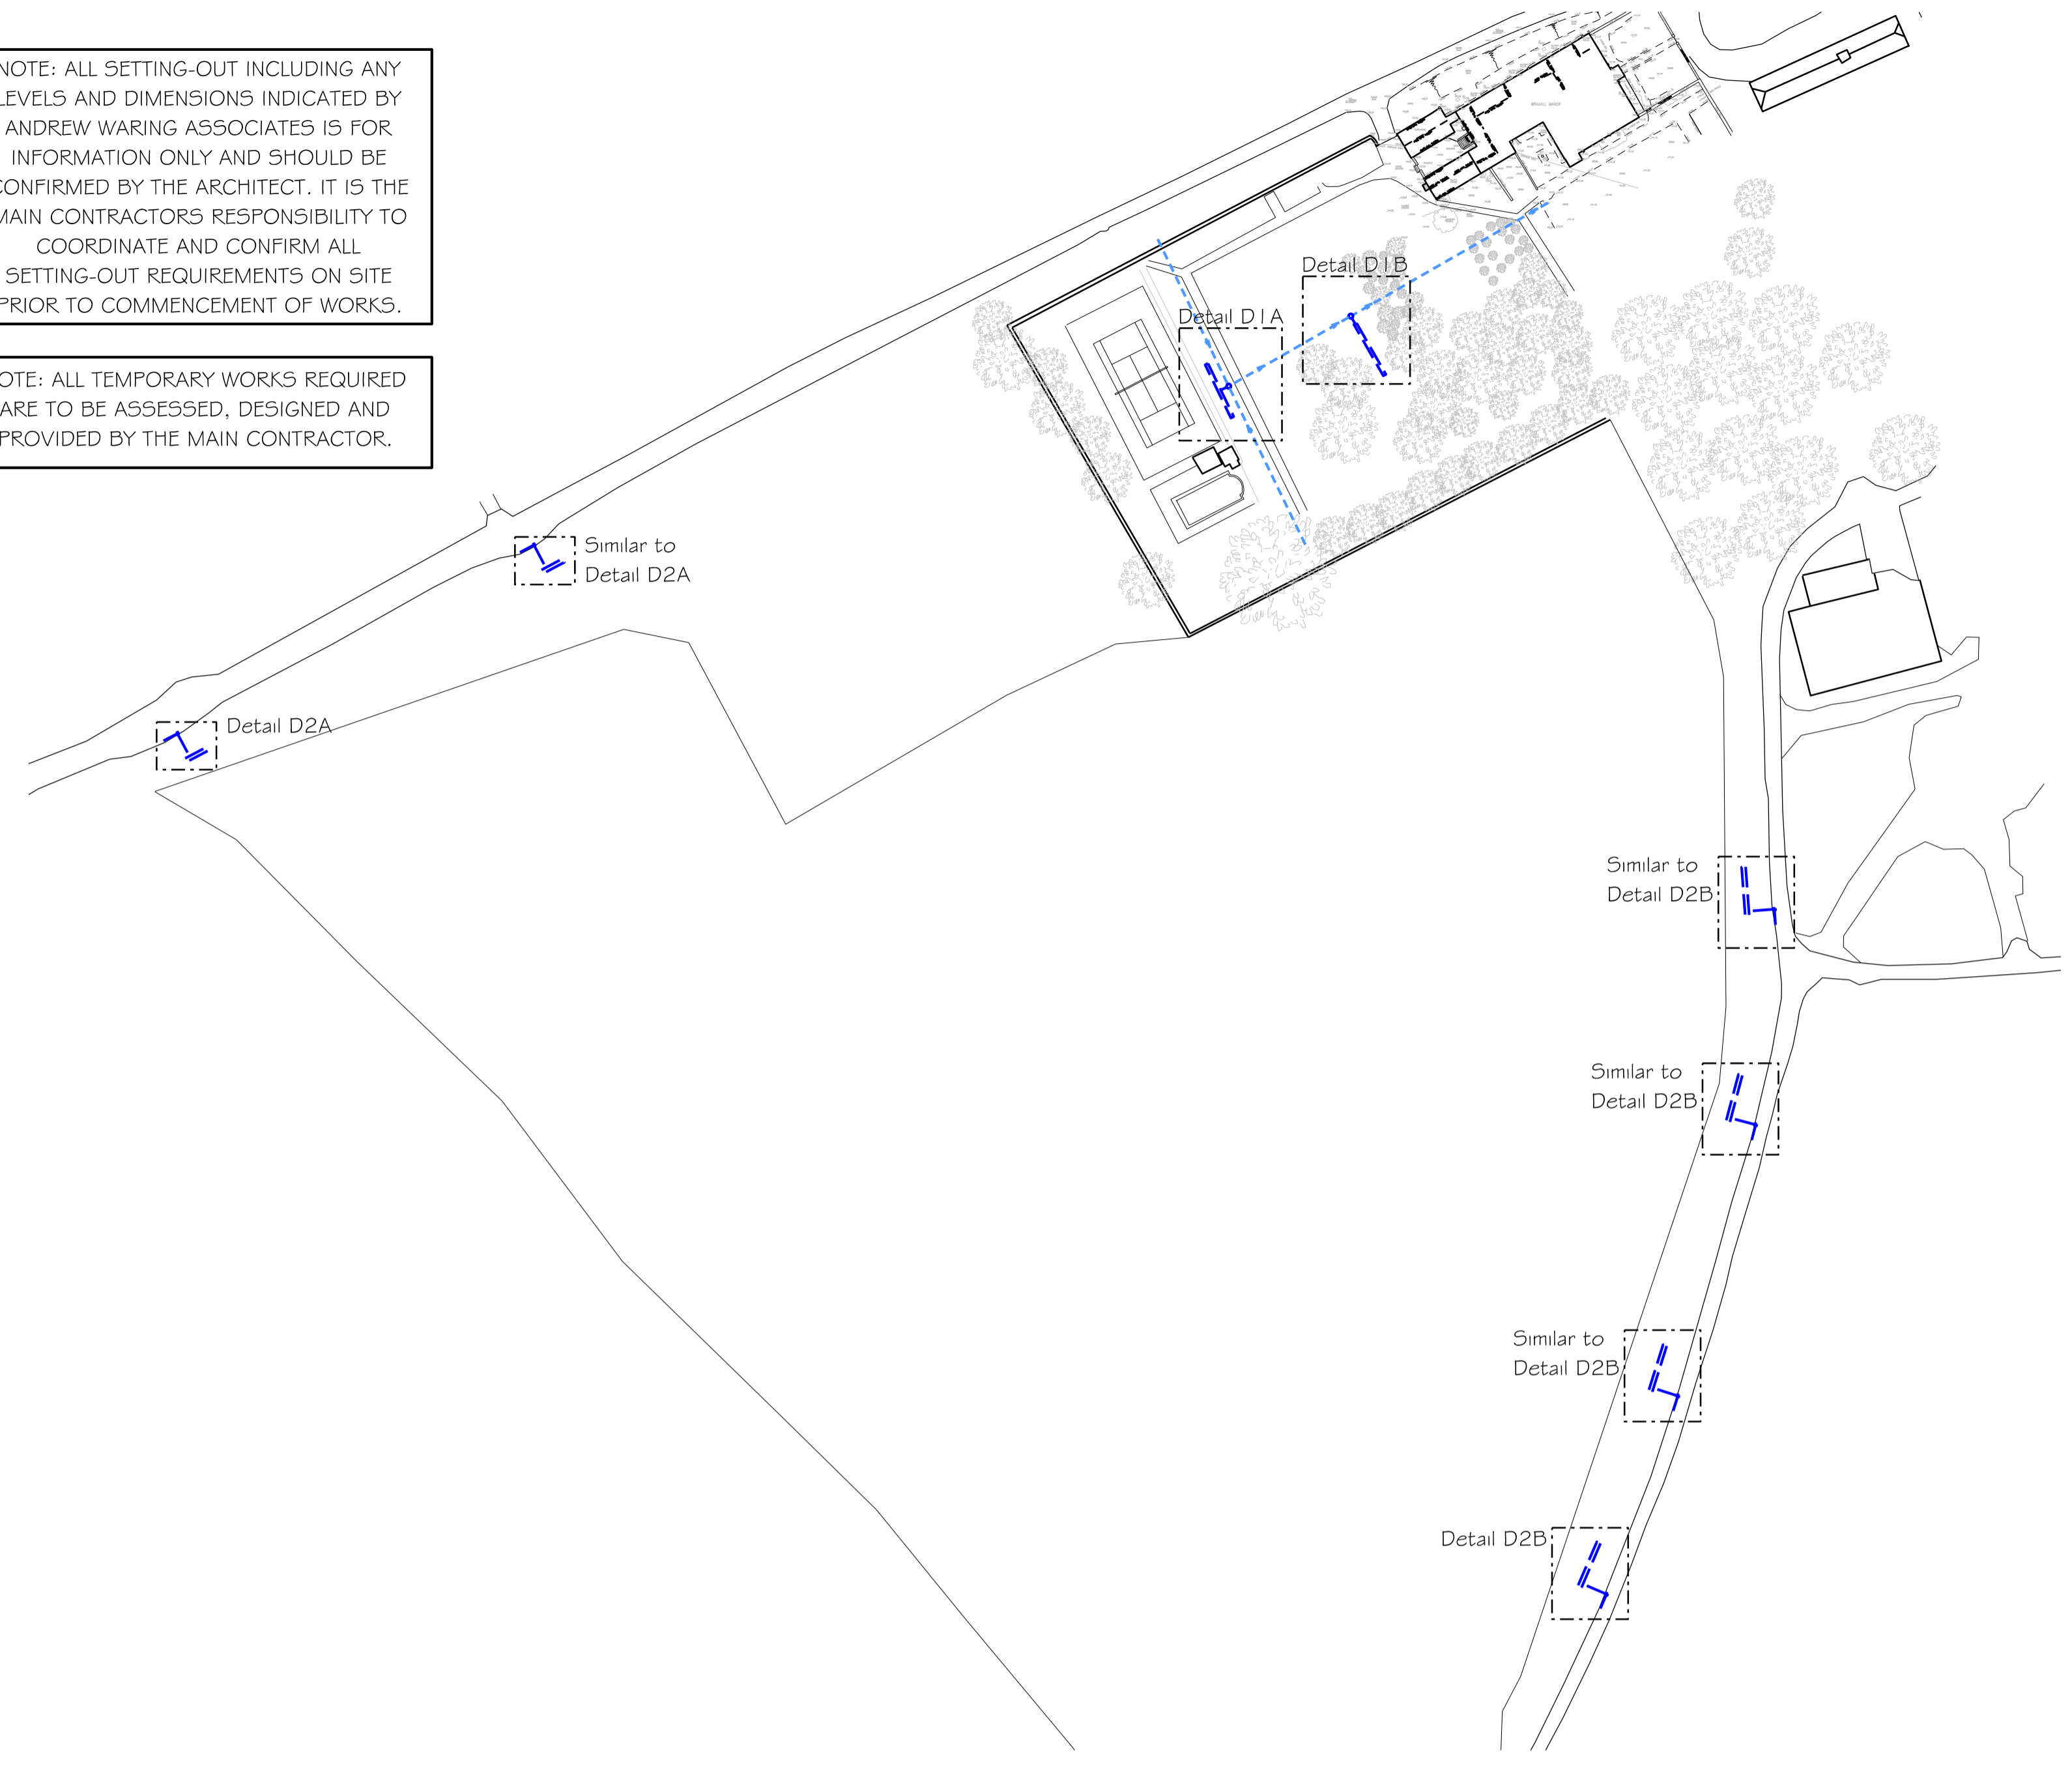 NOTE: ALL SETTING-OUT INCLUDING ANY
LEVELS AND DIMENSIONS INDICATED BY
ANDREW WARING ASSOCIATES IS FOR
INFORMATION ONLY AND SHOULD BE
CONFIRMED BY THE ARCHITECT. IT IS THE
MAIN CONTRACTORS RESPONSIBILITY TO
COORDINATE AND CONFIRM ALL
SETTING-OUT REQUIREMENTS ON SITE
PRIOR TO COMMENCEMENT OF WORKS.
NOTE: ALL TEMPORARY WORKS REQUIRED
ARE TO BE ASSESSED, DESIGNED AND
PROVIDED BY THE MAIN CONTRACTOR.
Detail D1B
Detail D1A
Similar to
Detail D2A
Detail D2A
Similar to
Detail D2B
Similar to
Detail D2B
Similar to
Detail D2B
Detail D2B